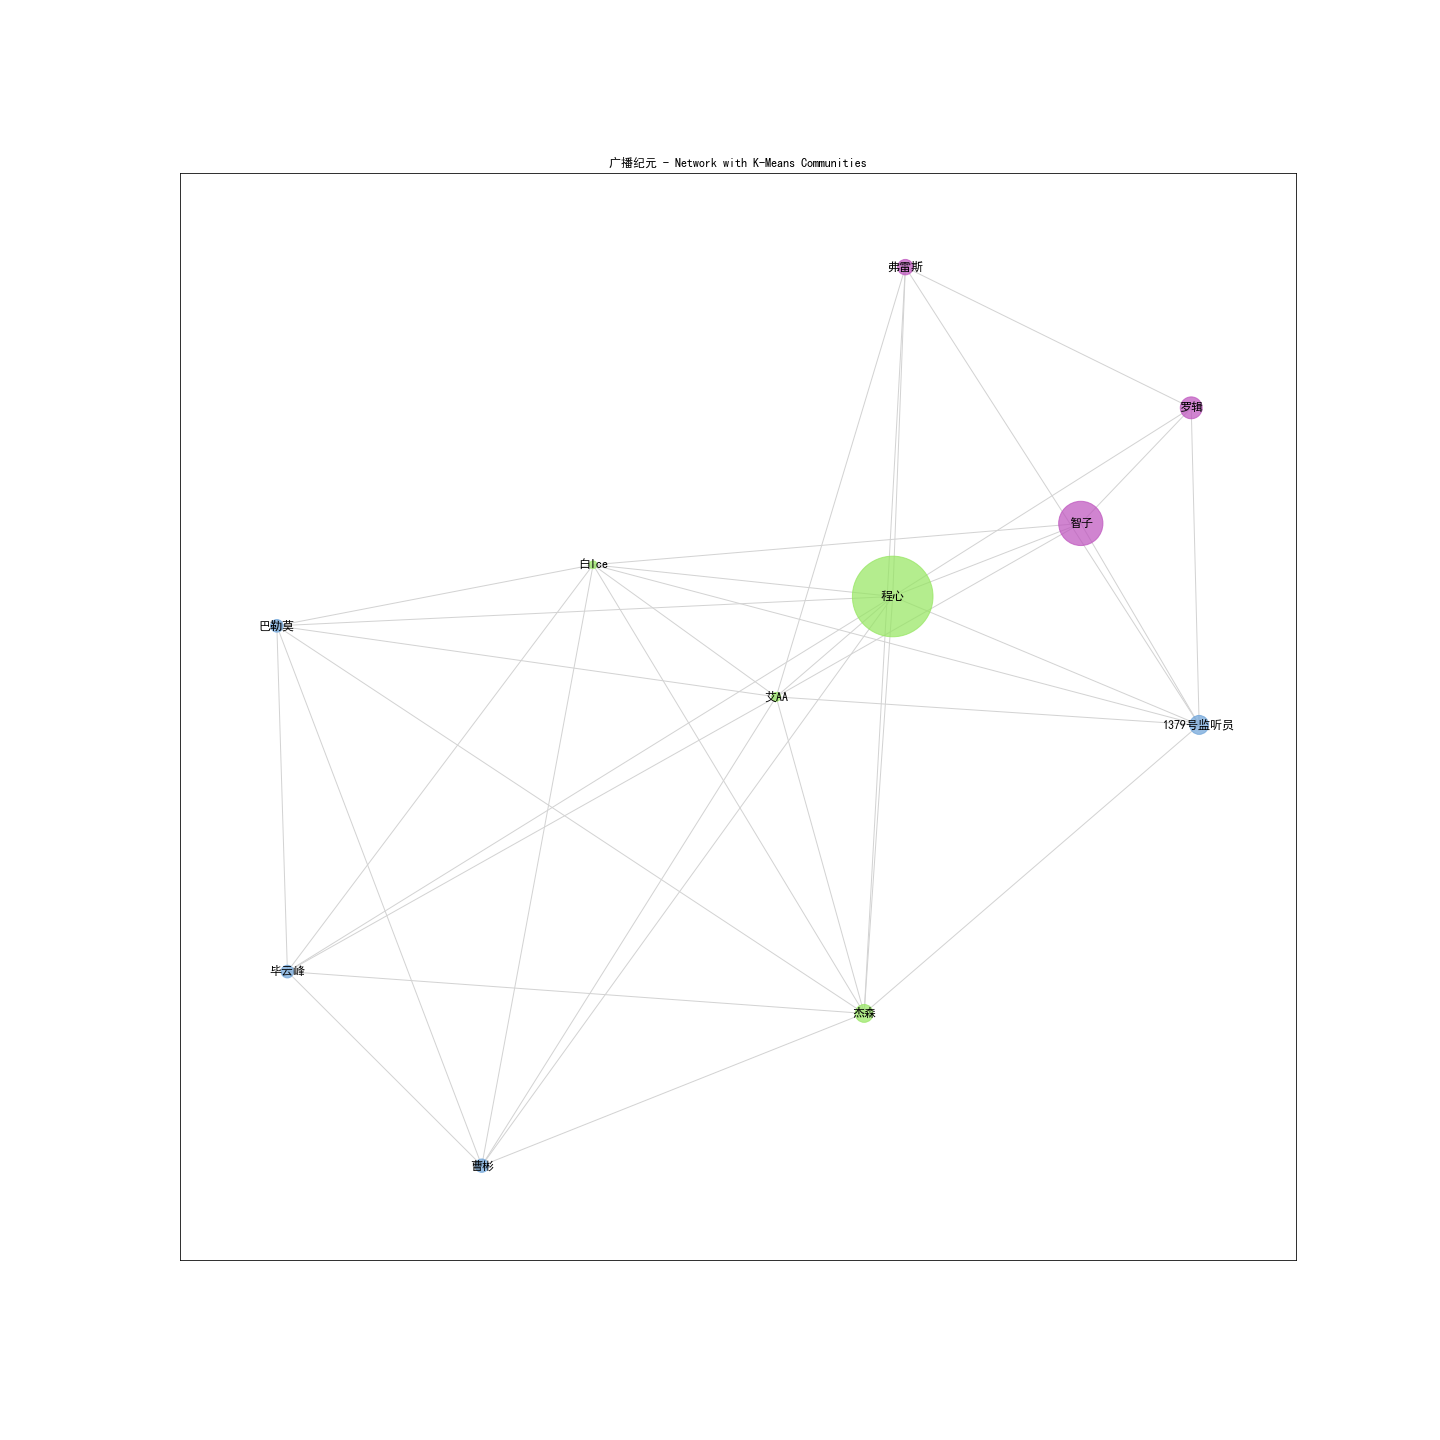 广播纪元 - Network with K-Means Communities
弗雷斯
罗辑
智子
白Ice
程心
巴勒莫
艾AA
1379号监听员
毕云峰
杰森
曹彬